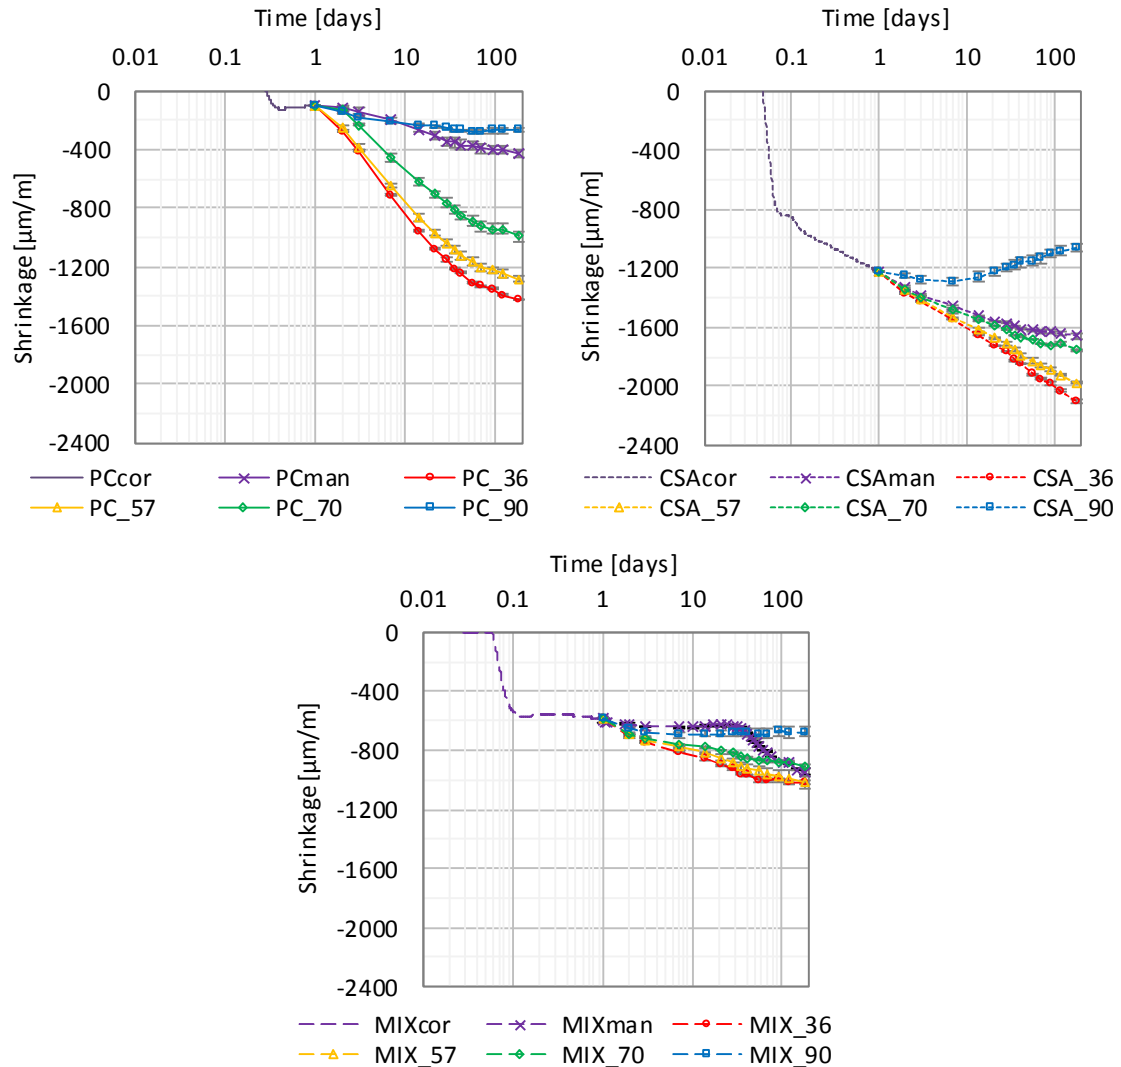 Time [days]
0.01 0.1 1 10 100
0
-400
-800
-1200
-1600
-2000
-2400
Shrinkage [µm/m]
PCcor PCman PC_36
PC_57 PC_70 PC_90
Time [days]
0.01 0.1 1 10 100
0
-400
-800
-1200
-1600
-2000
-2400
Shrinkage [µm/m]
CSAcor CSAman CSA_36
CSA_57 CSA_70 CSA_90
Time [days]
0.01 0.1 1 10 100
0
-400
-800
-1200
-1600
-2000
-2400
Shrinkage [µm/m]
MIXcor MIXman MIX_36
MIX_57 MIX_70 MIX_90